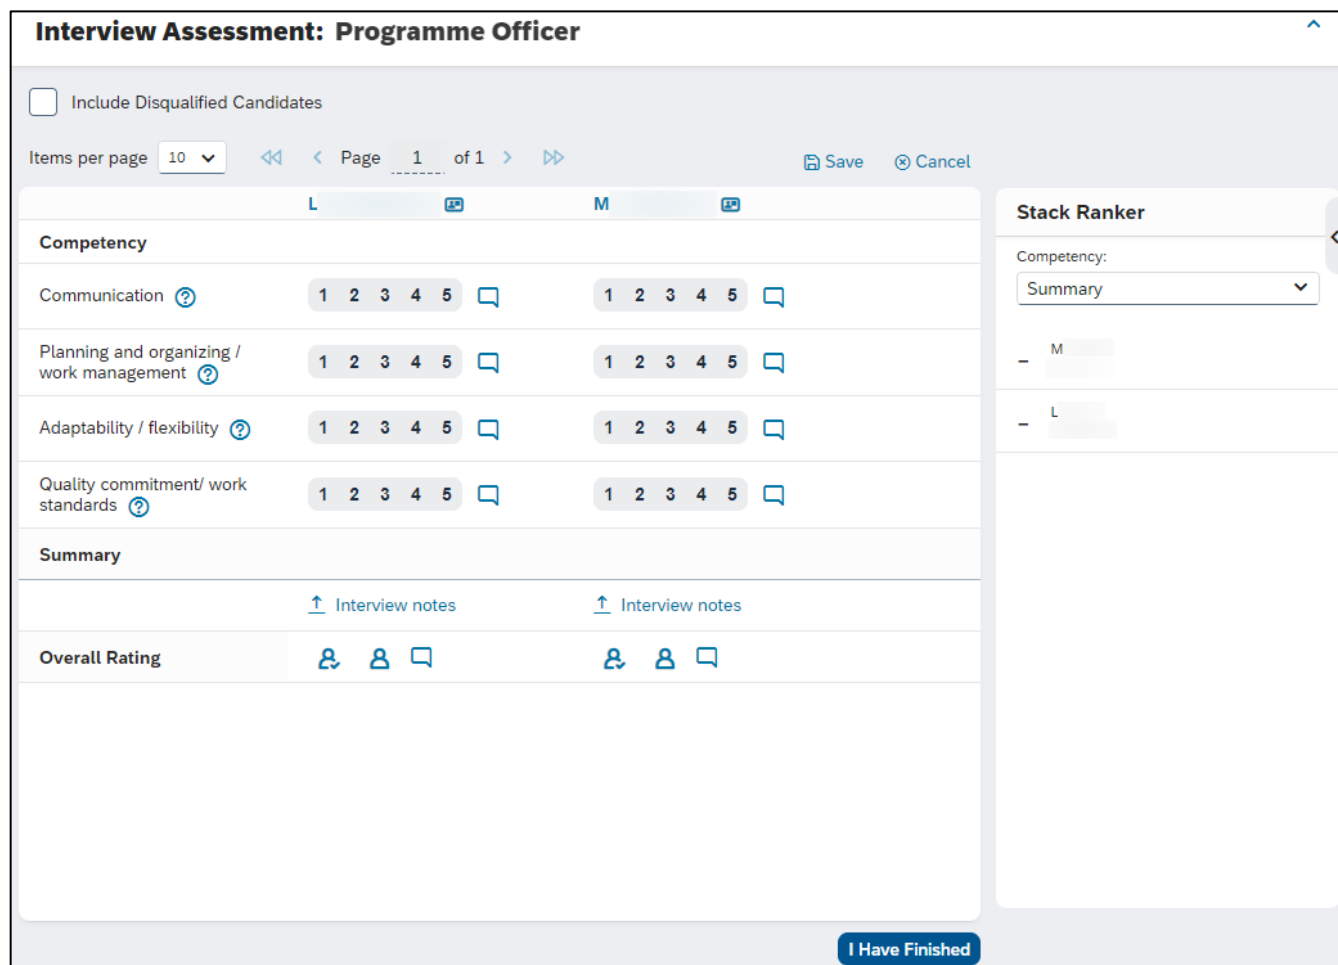 Interview Assessment: Programme Officer
Include Disqualified Candidates
Items per page 10 Page 1 of 1 Save Cancel
L M
Competency
Communication 1 2 3 4 5 1 2 3 4 5
Planning and organizing /
work management 1 2 3 4 5 1 2 3 4 5
Adaptability / flexibility 1 2 3 4 5 1 2 3 4 5
Quality commitment/ work
standards 1 2 3 4 5 1 2 3 4 5
Summary
Interview notes Interview notes
Overall Rating
Stack Ranker
Competency:
Summary
– M
– L
I Have Finished